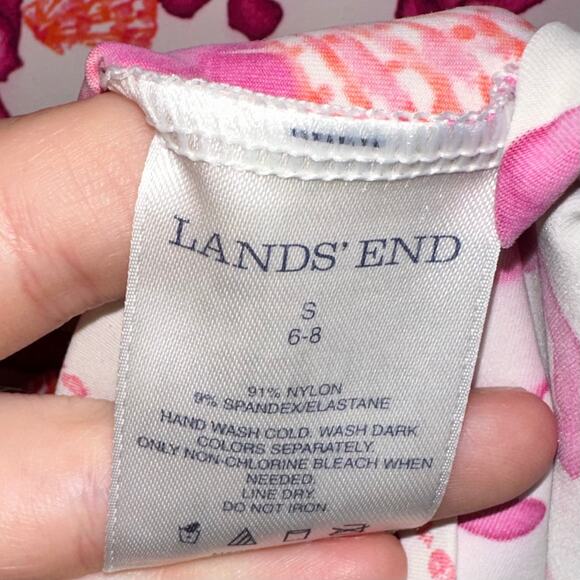 LANDS' END
S
6-8
91% NYLON
9% SPANDEX/ELASTANE
HAND WASH COLD. WASH DARK
COLORS SEPARATELY.
ONLY NON-CHLORINE BLEACH WHEN
NEEDED.
LINE DRY.
DO NOT IRON.